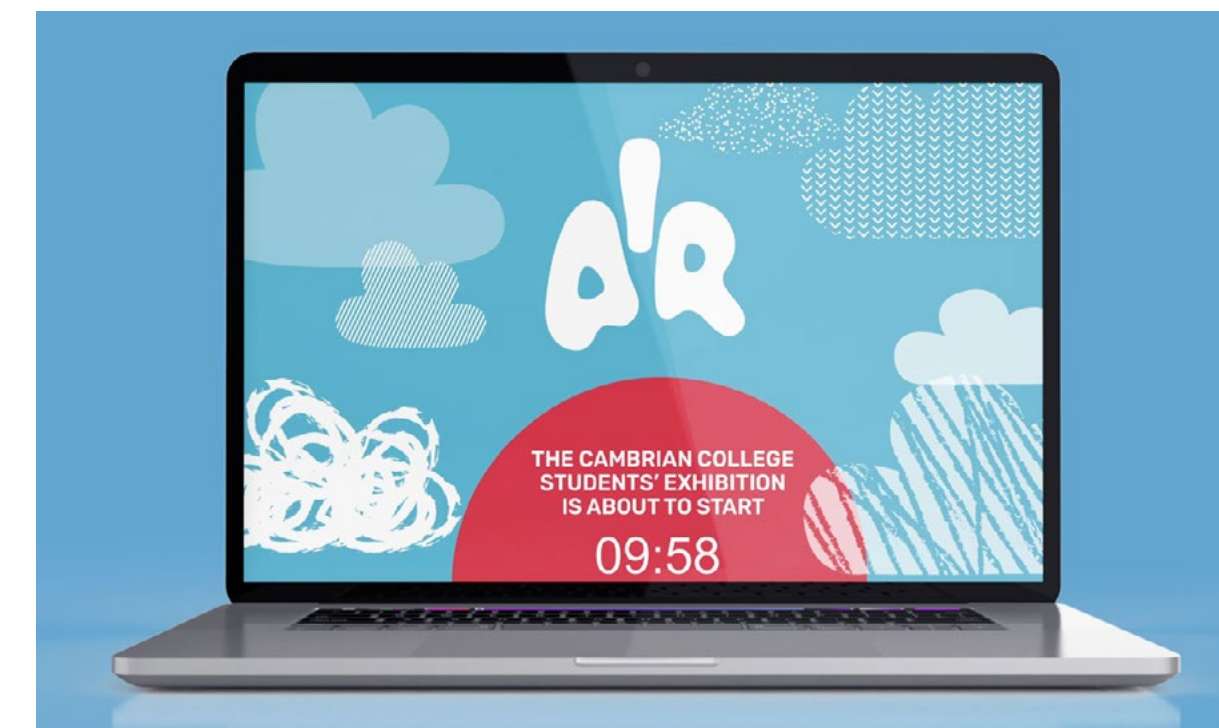 AIR
THE CAMBRIAN COLLEGE
STUDENTS' EXHIBITION
IS ABOUT TO START
09:58